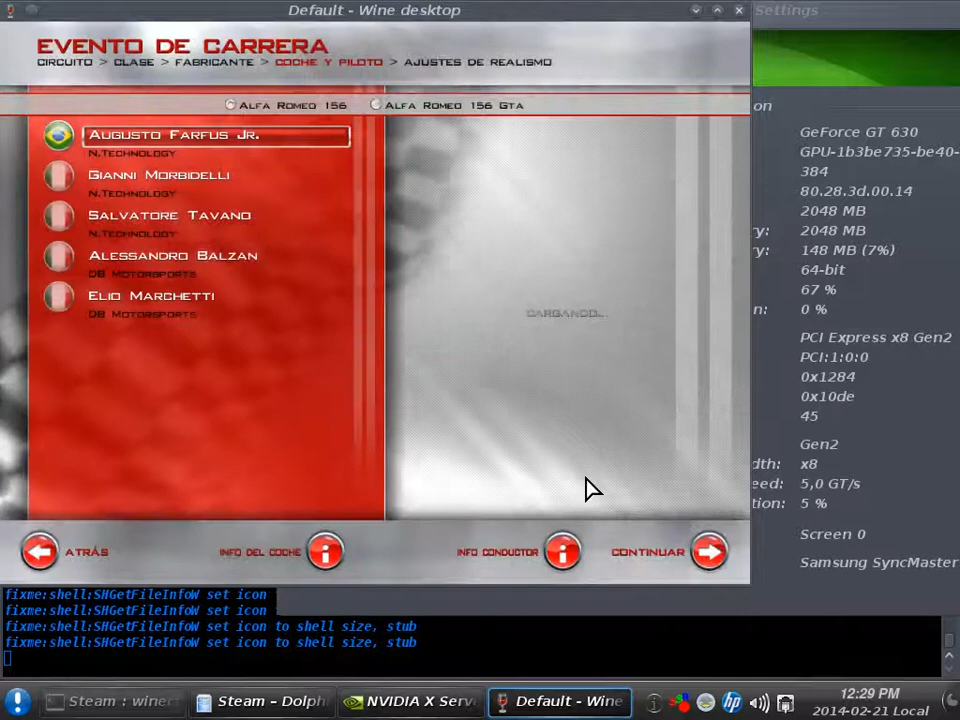 Default - Wine desktop
Settings
EVENTO DE CARRERA
CIRCUITO > CLASE > FABRICANTE > COCHE Y PILOTO > AJUSTES DE REALISMO
ALFA ROMEO 156
ALFA ROMEO 156 GTA
AUGUSTO FARFUS JR.
N.TECHNOLOGY
GIANNI MORBIDELLI
N.TECHNOLOGY
SALVATORE TAVANO
N.TECHNOLOGY
ALESSANDRO BALZAN
DB MOTORSPORTS
ELIO MARCHETTI
DB MOTORSPORTS
CARGANDO...
ATRÁS
INFO DEL COCHE
INFO CONDUCTOR
CONTINUAR
on
GeForce GT 630
GPU-1b3be735-be40-
384
80.28.3d.00.14
2048 MB
ry: 2048 MB
ry: 148 MB (7%)
64-bit
67 %
n: 0 %
PCI Express x8 Gen2
PCI:1:0:0
0x1284
0x10de
45
Gen2
dth: x8
eed: 5,0 GT/s
tion: 5 %
Screen 0
Samsung SyncMaster
fixme:shell:SHGetFileInfoW set icon
fixme:shell:SHGetFileInfoW set icon
fixme:shell:SHGetFileInfoW set icon to shell size, stub
fixme:shell:SHGetFileInfoW set icon to shell size, stub
Steam : winec
Steam – Dolph
NVIDIA X Serv
Default - Wine
hp
12:29 PM
2014-02-21 Local